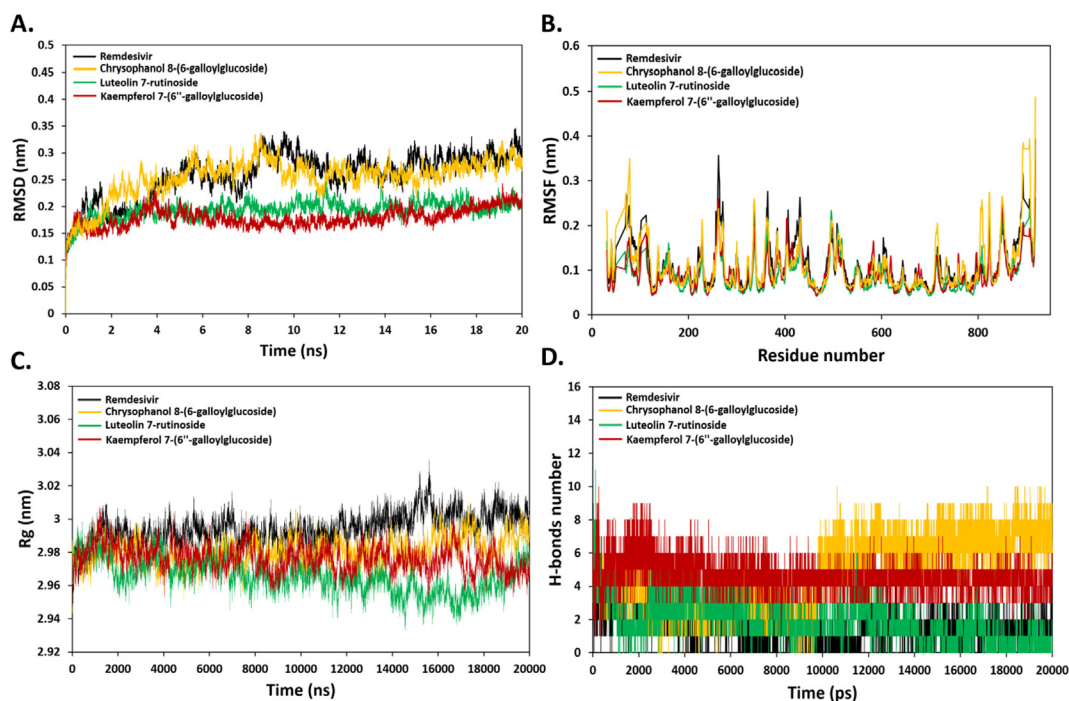 A.
0.5
0.45
0.4
0.35
0.3
0.25
0.2
0.15
0.1
0.05
0
RMSD (nm)
Remdesivir
Chrysophanol 8-(6-galloylglucoside)
Luteolin 7-rutinoside
Kaempferol 7-(6''-galloylglucoside)
0 2 4 6 8 10 12 14 16 18 20
Time (ns)
B.
0.6
0.5
0.4
0.3
0.2
0.1
0
RMSF (nm)
Remdesivir
Chrysophanol 8-(6-galloylglucoside)
Luteolin 7-rutinoside
Kaempferol 7-(6''-galloylglucoside)
0 200 400 600 800
Residue number
C.
3.08
3.06
3.04
3.02
3
2.98
2.96
2.94
2.92
Rg (nm)
Remdesivir
Chrysophanol 8-(6-galloylglucoside)
Luteolin 7-rutinoside
Kaempferol 7-(6''-galloylglucoside)
0 2000 4000 6000 8000 10000 12000 14000 16000 18000 20000
Time (ns)
D.
16
14
12
10
8
6
4
2
0
H-bonds number
Remdesivir
Chrysophanol 8-(6-galloylglucoside)
Luteolin 7-rutinoside
Kaempferol 7-(6''-galloylglucoside)
0 2000 4000 6000 8000 10000 12000 14000 16000 18000 20000
Time (ps)